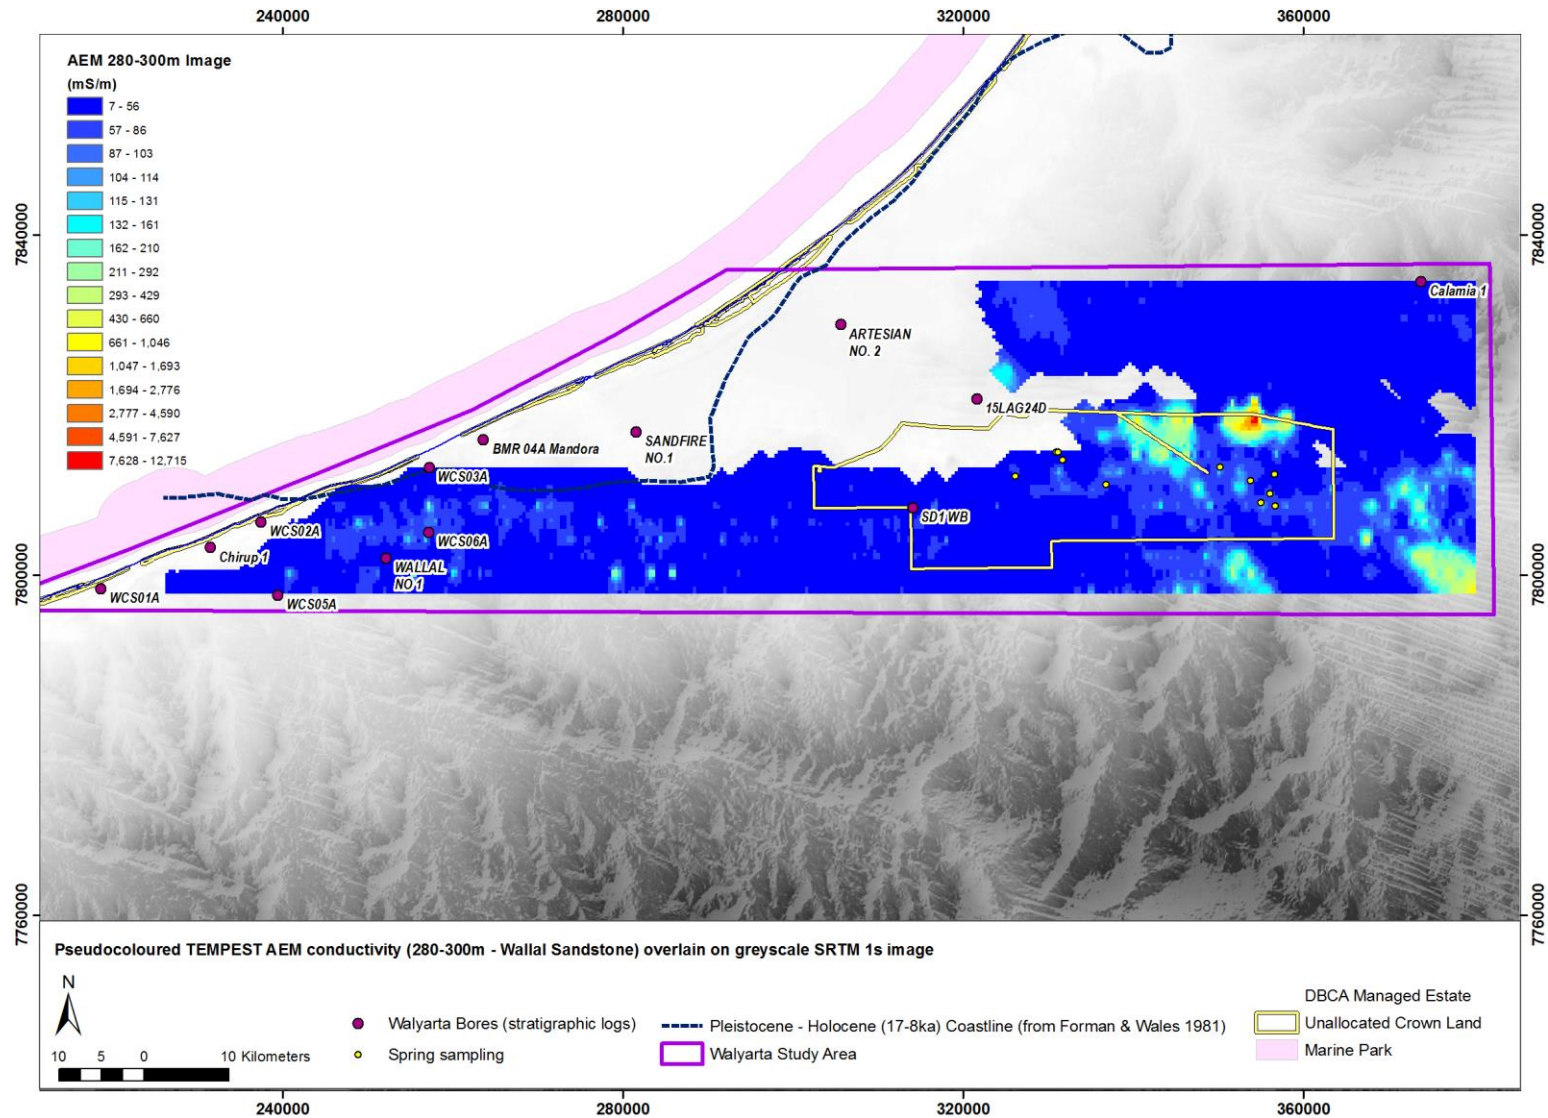 240000
280000
320000
360000
AEM 280-300m Image
(mS/m)
7 - 56
57 - 86
87 - 103
104 - 114
115 - 131
132 - 161
162 - 210
211 - 292
293 - 429
430 - 660
661 - 1,046
1,047 - 1,693
1,694 - 2,776
2,777 - 4,590
4,591 - 7,627
7,628 - 12,715
7840000
7840000
Calamia 1
ARTESIAN
NO. 2
15LAG24D
SANDFIRE
NO.1
BMR 04A Mandora
WCS03A
SD1 WB
WCS02A
WCS06A
Chirup 1
WALLAL
NO 1
WCS01A
WCS05A
7800000
7800000
7760000
7760000
Pseudocoloured TEMPEST AEM conductivity (280-300m - Wallal Sandstone) overlain on greyscale SRTM 1s image
N
10 5 0 10 Kilometers
Walyarta Bores (stratigraphic logs)
Spring sampling
Pleistocene - Holocene (17-8ka) Coastline (from Forman & Wales 1981)
Walyarta Study Area
DBCA Managed Estate
Unallocated Crown Land
Marine Park
240000
280000
320000
360000